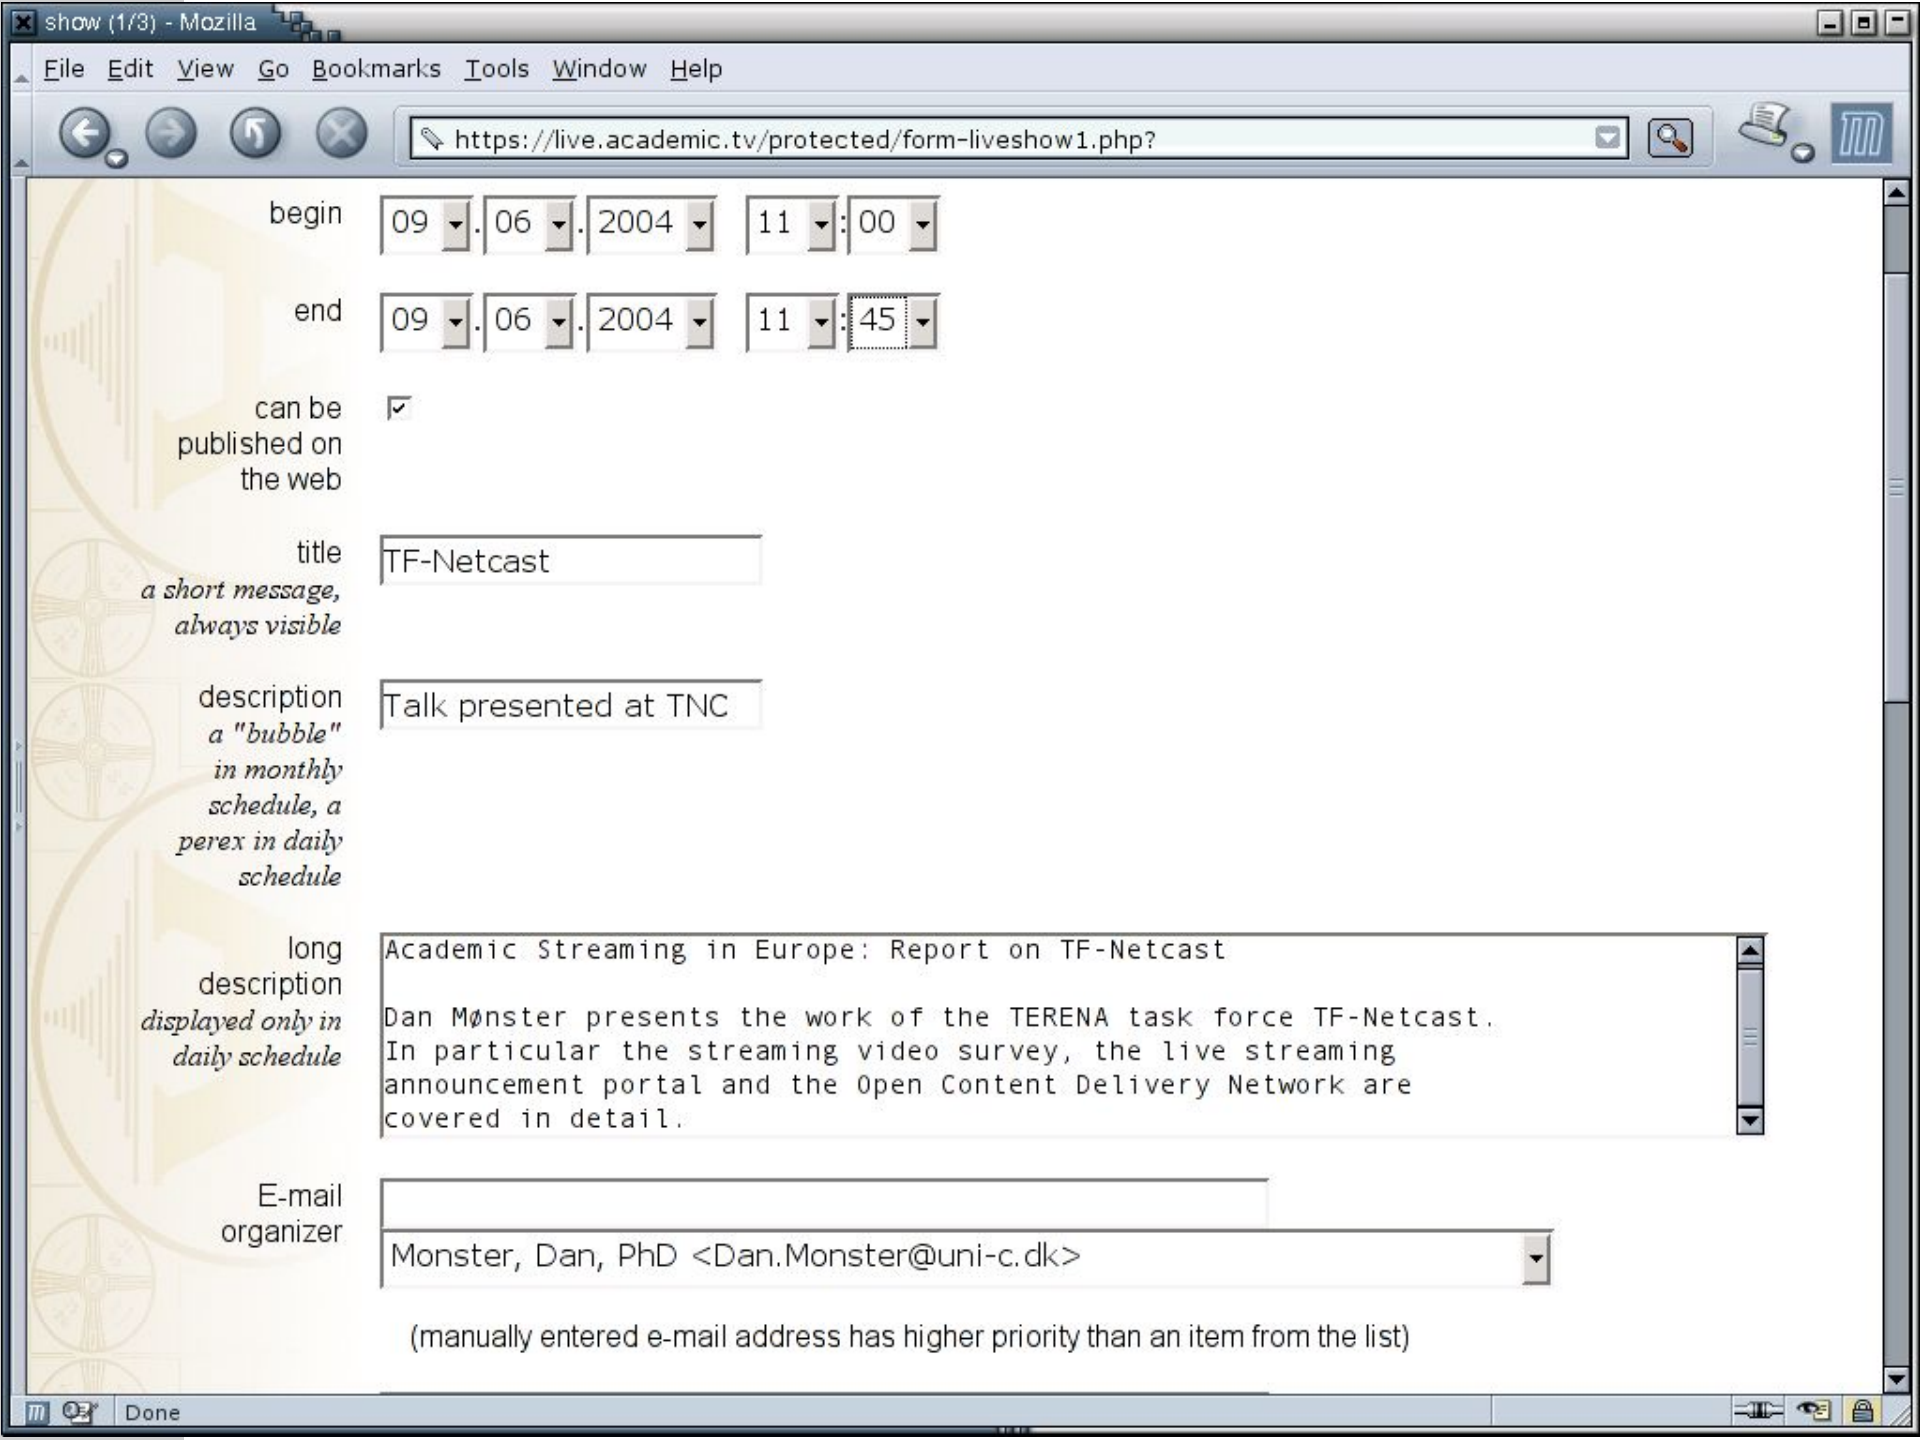 show (1/3) - Mozilla
File Edit View Go Bookmarks Tools Window Help
https://live.academic.tv/protected/form-liveshow1.php?
begin 09 . 06 . 2004 11 : 00
end 09 . 06 . 2004 11 : 45
can be
published on
the web
title TF-Netcast
a short message,
always visible
description Talk presented at TNC
a "bubble"
in monthly
schedule, a
perex in daily
schedule
long
description
displayed only in
daily schedule
Academic Streaming in Europe: Report on TF-Netcast
Dan Mønster presents the work of the TERENA task force TF-Netcast.
In particular the streaming video survey, the live streaming
announcement portal and the Open Content Delivery Network are
covered in detail.
E-mail
organizer
Monster, Dan, PhD <Dan.Monster@uni-c.dk>
(manually entered e-mail address has higher priority than an item from the list)
Done